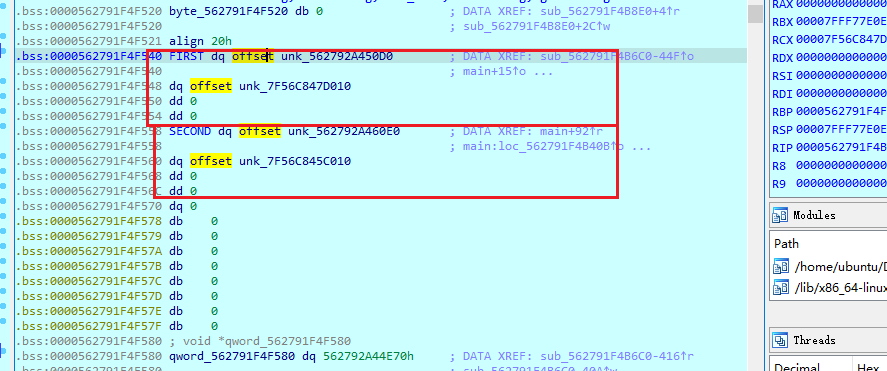 .bss:0000562791F4F520 byte_562791F4F520 db 0 ; DATA XREF: sub_562791F4B8E0+4↑r
.bss:0000562791F4F520 ; sub_562791F4B8E0+2C↑w
.bss:0000562791F4F521 align 20h
.bss:0000562791F4F540 FIRST dq offset unk_562792A450D0 ; DATA XREF: sub_562791F4B6C0-44F↑o
.bss:0000562791F4F540 ; main+15↑o ...
.bss:0000562791F4F548 dq offset unk_7F56C847D010
.bss:0000562791F4F550 dd 0
.bss:0000562791F4F554 dd 0
.bss:0000562791F4F558 SECOND dq offset unk_562792A460E0 ; DATA XREF: main+92↑r
.bss:0000562791F4F558 ; main:loc_562791F4B40B↑o ...
.bss:0000562791F4F560 dq offset unk_7F56C845C010
.bss:0000562791F4F568 dd 0
.bss:0000562791F4F56C dd 0
.bss:0000562791F4F570 dq 0
.bss:0000562791F4F578 db 0
.bss:0000562791F4F579 db 0
.bss:0000562791F4F57A db 0
.bss:0000562791F4F57B db 0
.bss:0000562791F4F57C db 0
.bss:0000562791F4F57D db 0
.bss:0000562791F4F57E db 0
.bss:0000562791F4F57F db 0
.bss:0000562791F4F580 ; void *qword_562791F4F580
.bss:0000562791F4F580 qword_562791F4F580 dq 562792A44E70h ; DATA XREF: sub_562791F4B6C0-416↑r
RAX 0000000000000
RBX 00007FFF77E0E
RCX 00007F56C847D
RDX 0000000000000
RSI 0000000000000
RDI 0000000000000
RBP 0000562791F4B
RSP 00007FFF77E0E
RIP 0000562791F4B
R8 0000000000000
R9 0000000000000
Modules
Path
/home/ubuntu/D
/lib/x86_64-linux
Threads
Decimal Hex